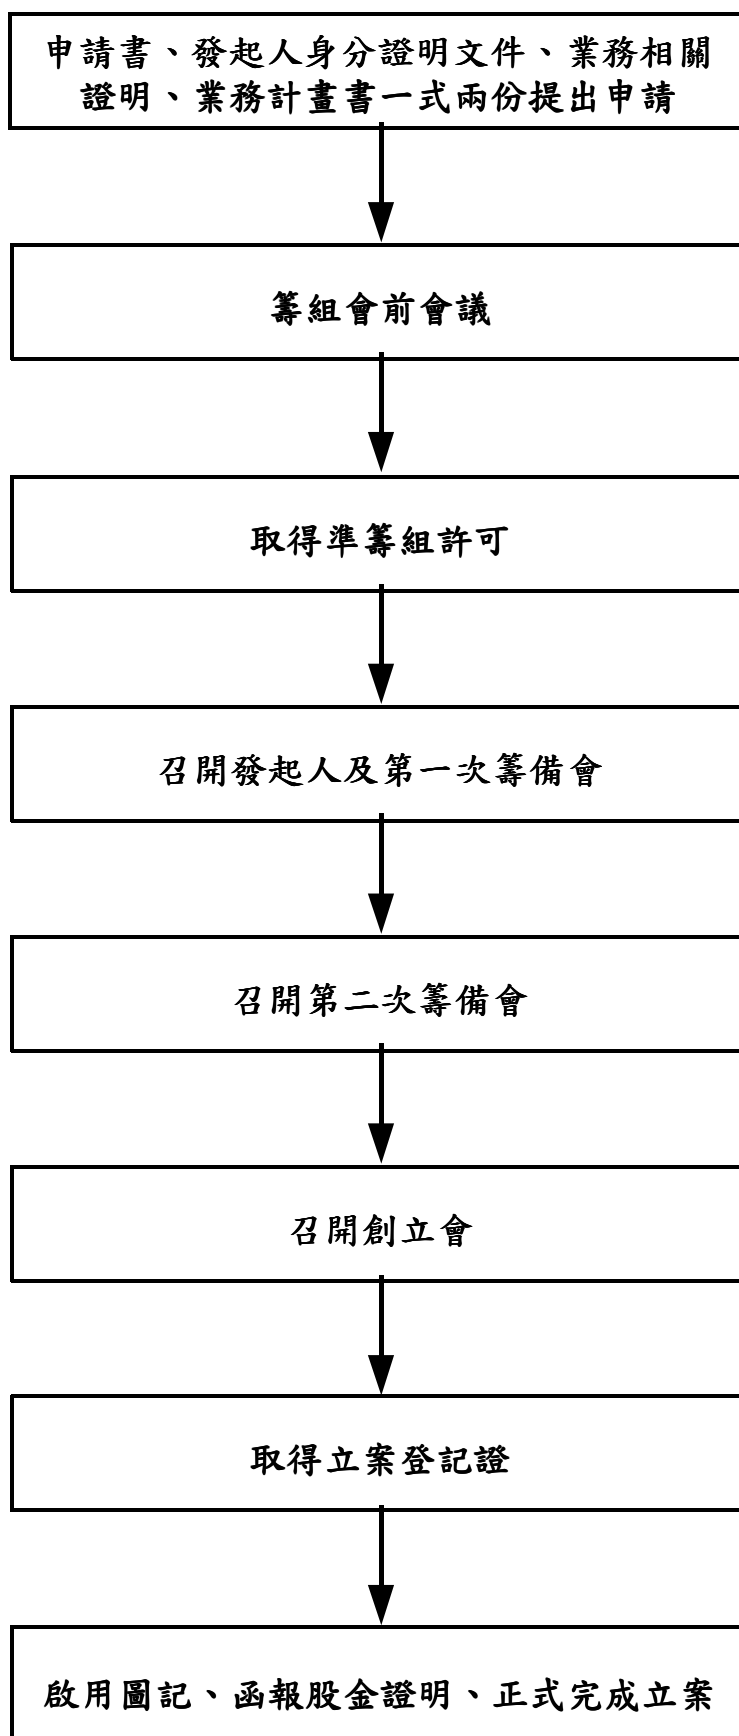 申請書、發起人身分證明文件、業務相關
證明、業務計畫書一式兩份提出申請
籌組會前會議
取得準籌組許可
召開發起人及第一次籌備會
召開第二次籌備會
召開創立會
取得立案登記證
啟用圖記、函報股金證明、正式完成立案